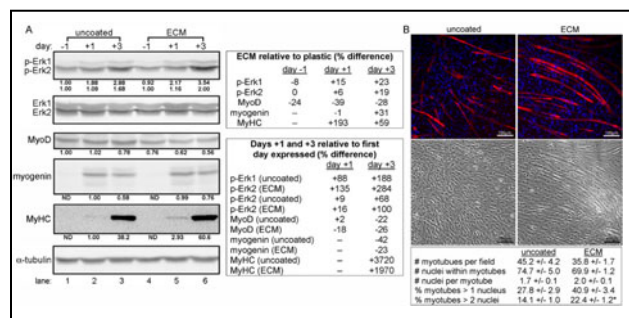 A
uncoated ECM
day: -1 +1 +3 -1 +1 +3
p-Erk1
p-Erk2
1.00 1.88 2.88 0.92 2.17 3.54
1.00 1.09 1.68 1.00 1.16 2.00
Erk1
Erk2
MyoD
1.00 1.02 0.78 0.76 0.62 0.56
myogenin
ND 1.00 0.58 ND 0.99 0.76
MyHC
ND 1.00 38.2 ND 2.93 60.6
α-tubulin
lane: 1 2 3 4 5 6
ECM relative to plastic (% difference)
day -1 day +1 day +3
p-Erk1 -8 +15 +23
p-Erk2 0 +6 +19
MyoD -24 -39 -28
myogenin -- -1 +31
MyHC -- +193 +59
Days +1 and +3 relative to first
day expressed (% difference)
day +1 day +3
p-Erk1 (uncoated) +88 +188
p-Erk1 (ECM) +135 +284
p-Erk2 (uncoated) +9 +68
p-Erk2 (ECM) +16 +100
MyoD (uncoated) +2 -22
MyoD (ECM) -18 -26
myogenin (uncoated) -- -42
myogenin (ECM) -- -23
MyHC (uncoated) -- +3720
MyHC (ECM) -- +1970
B
uncoated ECM
uncoated ECM
# myotubues per field 45.2 +/- 4.2 35.8 +/- 1.7
# nuclei within myotubes 74.7 +/- 5.0 69.9 +/- 1.2
# nuclei per myotube 1.7 +/- 0.1 2.0 +/- 0.1
% myotubes > 1 nucleus 27.8 +/- 2.9 40.9 +/- 3.4
% myotubes > 2 nuclei 14.1 +/- 1.0 22.4 +/- 1.2*